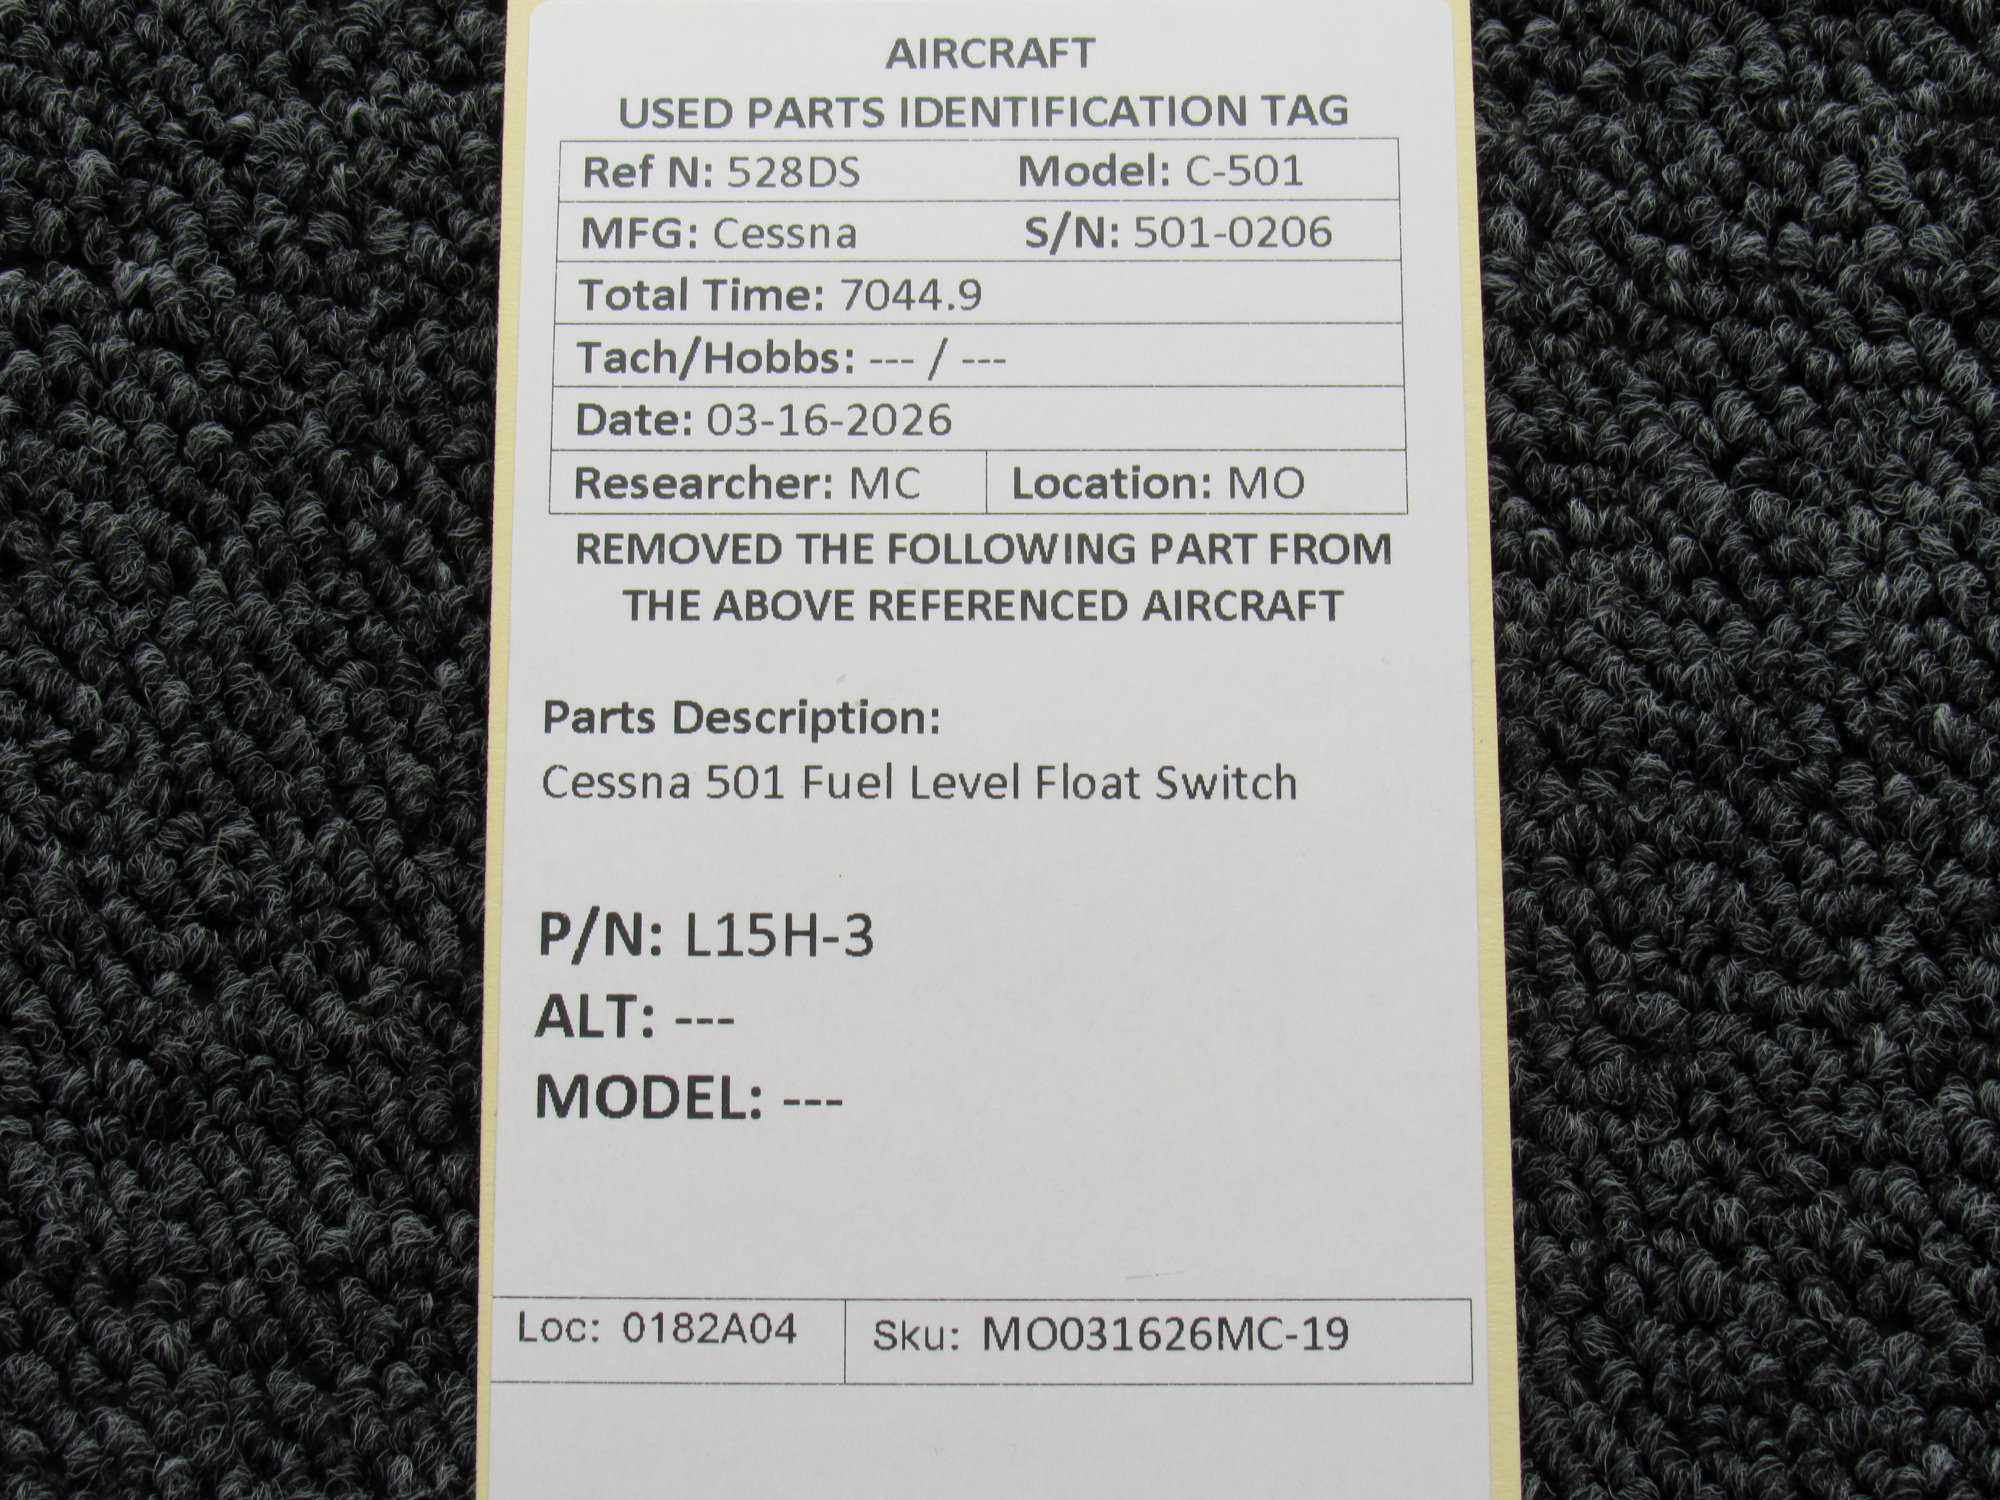 AIRCRAFT
USED PARTS IDENTIFICATION TAG
Ref N: 528DS Model: C-501
MFG: Cessna S/N: 501-0206
Total Time: 7044.9
Tach/Hobbs: --- / ---
Date: 03-16-2026
Researcher: MC Location: MO
REMOVED THE FOLLOWING PART FROM
THE ABOVE REFERENCED AIRCRAFT
Parts Description:
Cessna 501 Fuel Level Float Switch
P/N: L15H-3
ALT: ---
MODEL: ---
Loc: 0182A04 Sku: MO031626MC-19